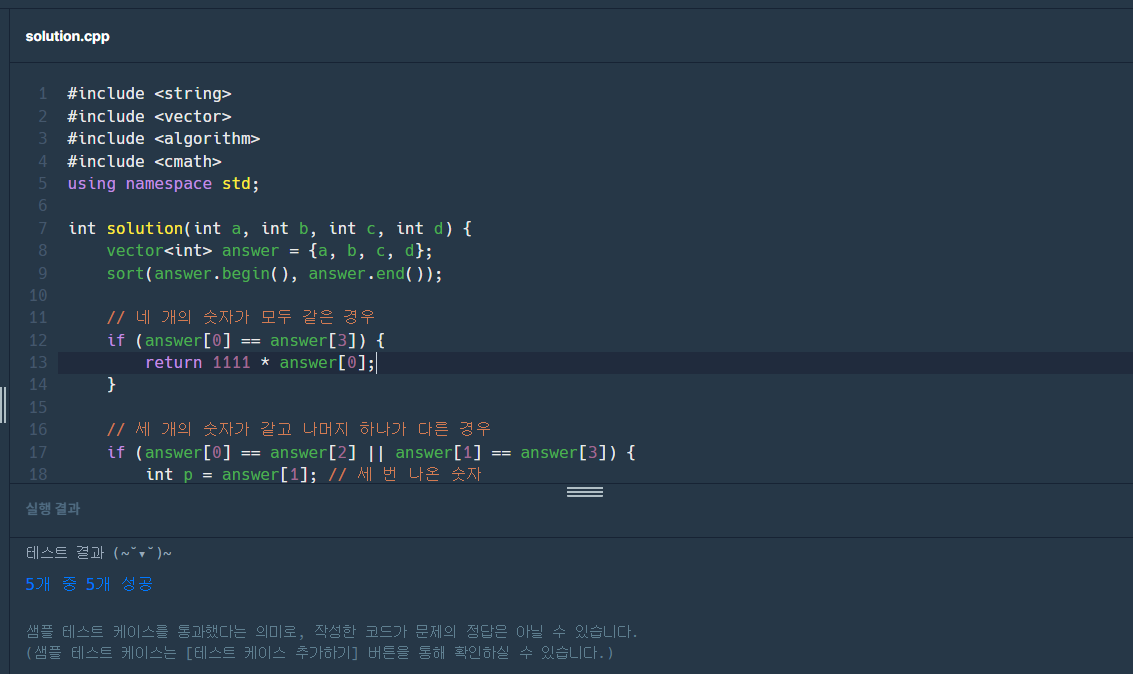 solution.cpp
1 #include <string>
2 #include <vector>
3 #include <algorithm>
4 #include <cmath>
5 using namespace std;
6
7 int solution(int a, int b, int c, int d) {
8     vector<int> answer = {a, b, c, d};
9     sort(answer.begin(), answer.end());
10
11     // 네 개의 숫자가 모두 같은 경우
12     if (answer[0] == answer[3]) {
13         return 1111 * answer[0];
14     }
15
16     // 세 개의 숫자가 같고 나머지 하나가 다른 경우
17     if (answer[0] == answer[2] || answer[1] == answer[3]) {
18         int p = answer[1]; // 세 번 나온 숫자
실행 결과
테스트 결과 (~˘▾˘)~
5개 중 5개 성공
샘플 테스트 케이스를 통과했다는 의미로, 작성한 코드가 문제의 정답은 아닐 수 있습니다.
(샘플 테스트 케이스는 [테스트 케이스 추가하기] 버튼을 통해 확인하실 수 있습니다.)